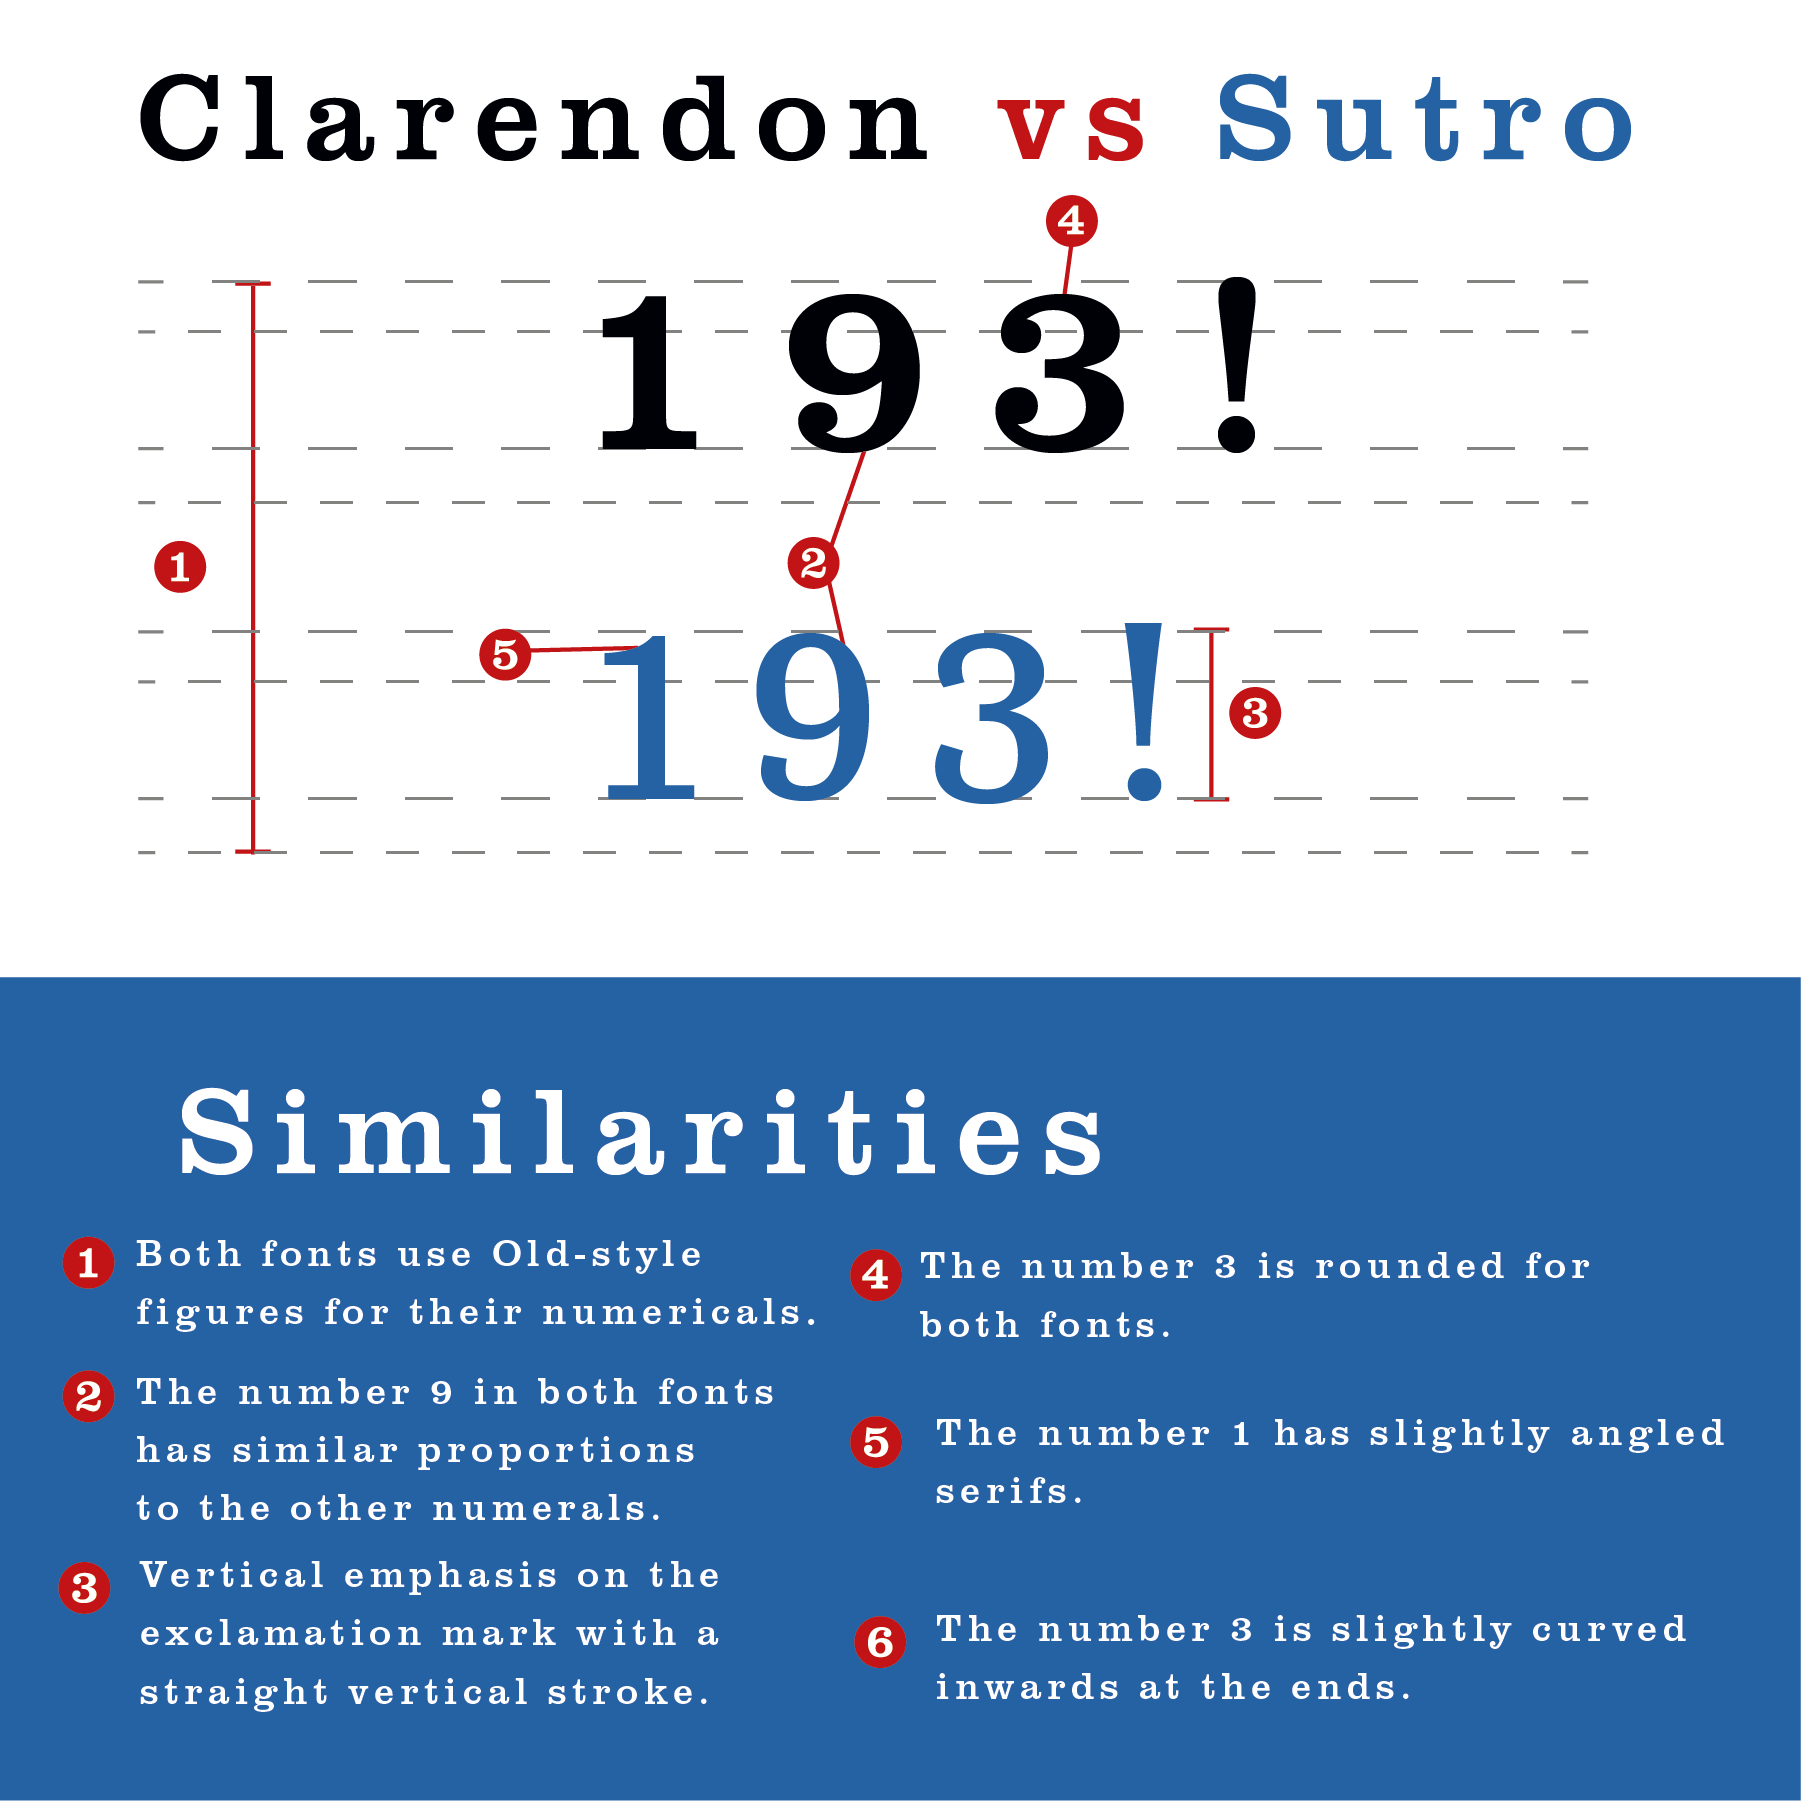 Clarendon vs Sutro
4
193!
1
2
5
193!
3
Similarities
1 Both fonts use Old-style
figures for their numericals.
2 The number 9 in both fonts
has similar proportions
to the other numerals.
3 Vertical emphasis on the
exclamation mark with a
straight vertical stroke.
4 The number 3 is rounded for
both fonts.
5 The number 1 has slightly angled
serifs.
6 The number 3 is slightly curved
inwards at the ends.